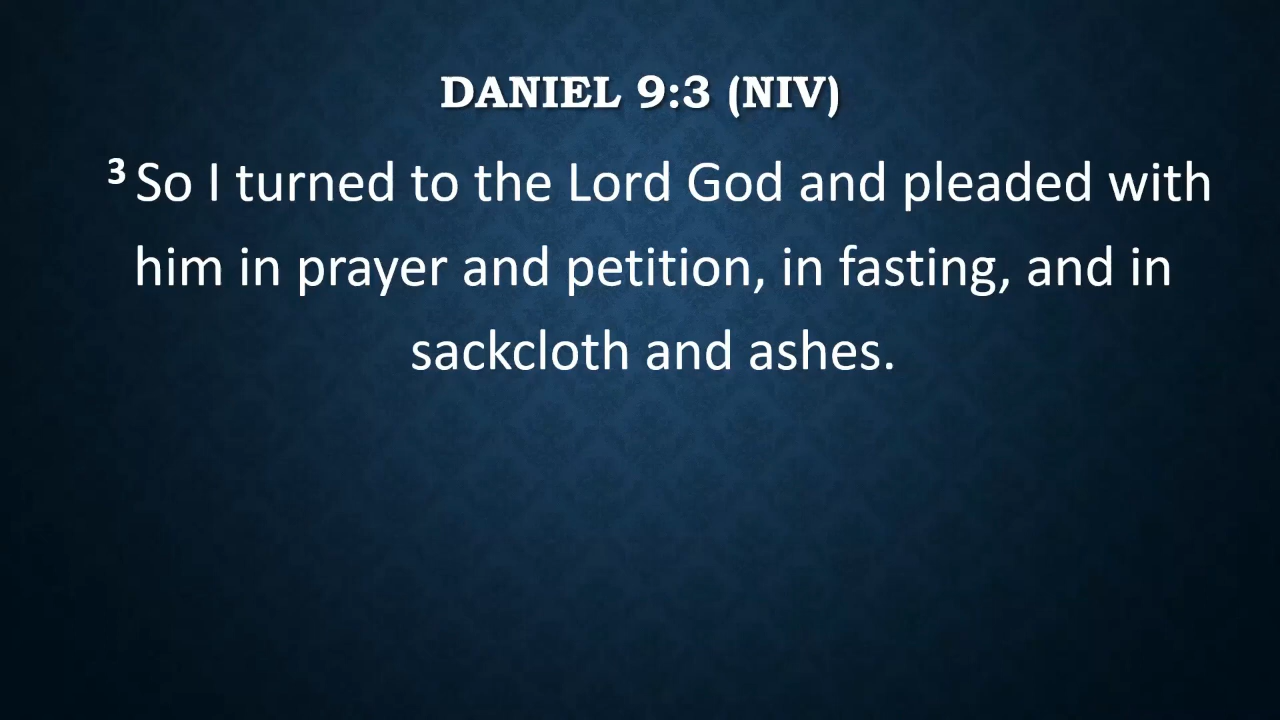 DANIEL 9:3 (NIV)
3 So I turned to the Lord God and pleaded with
him in prayer and petition, in fasting, and in
sackcloth and ashes.